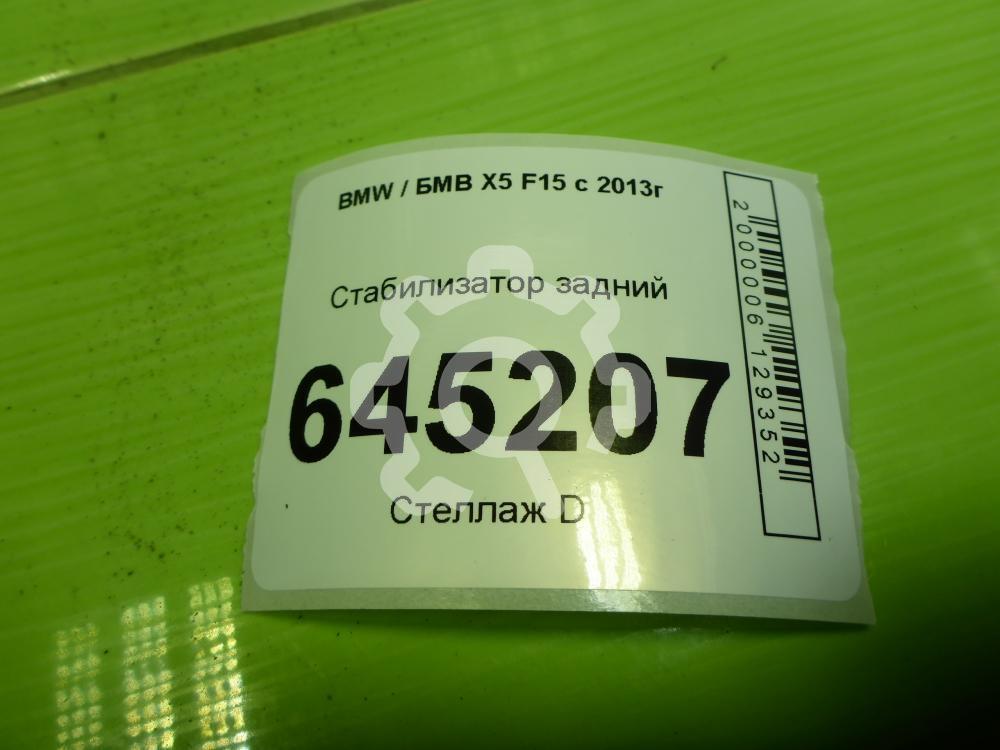 BMW / БМВ X5 F15 с 2013г
Стабилизатор задний
645207
Стеллаж D
2000006129352